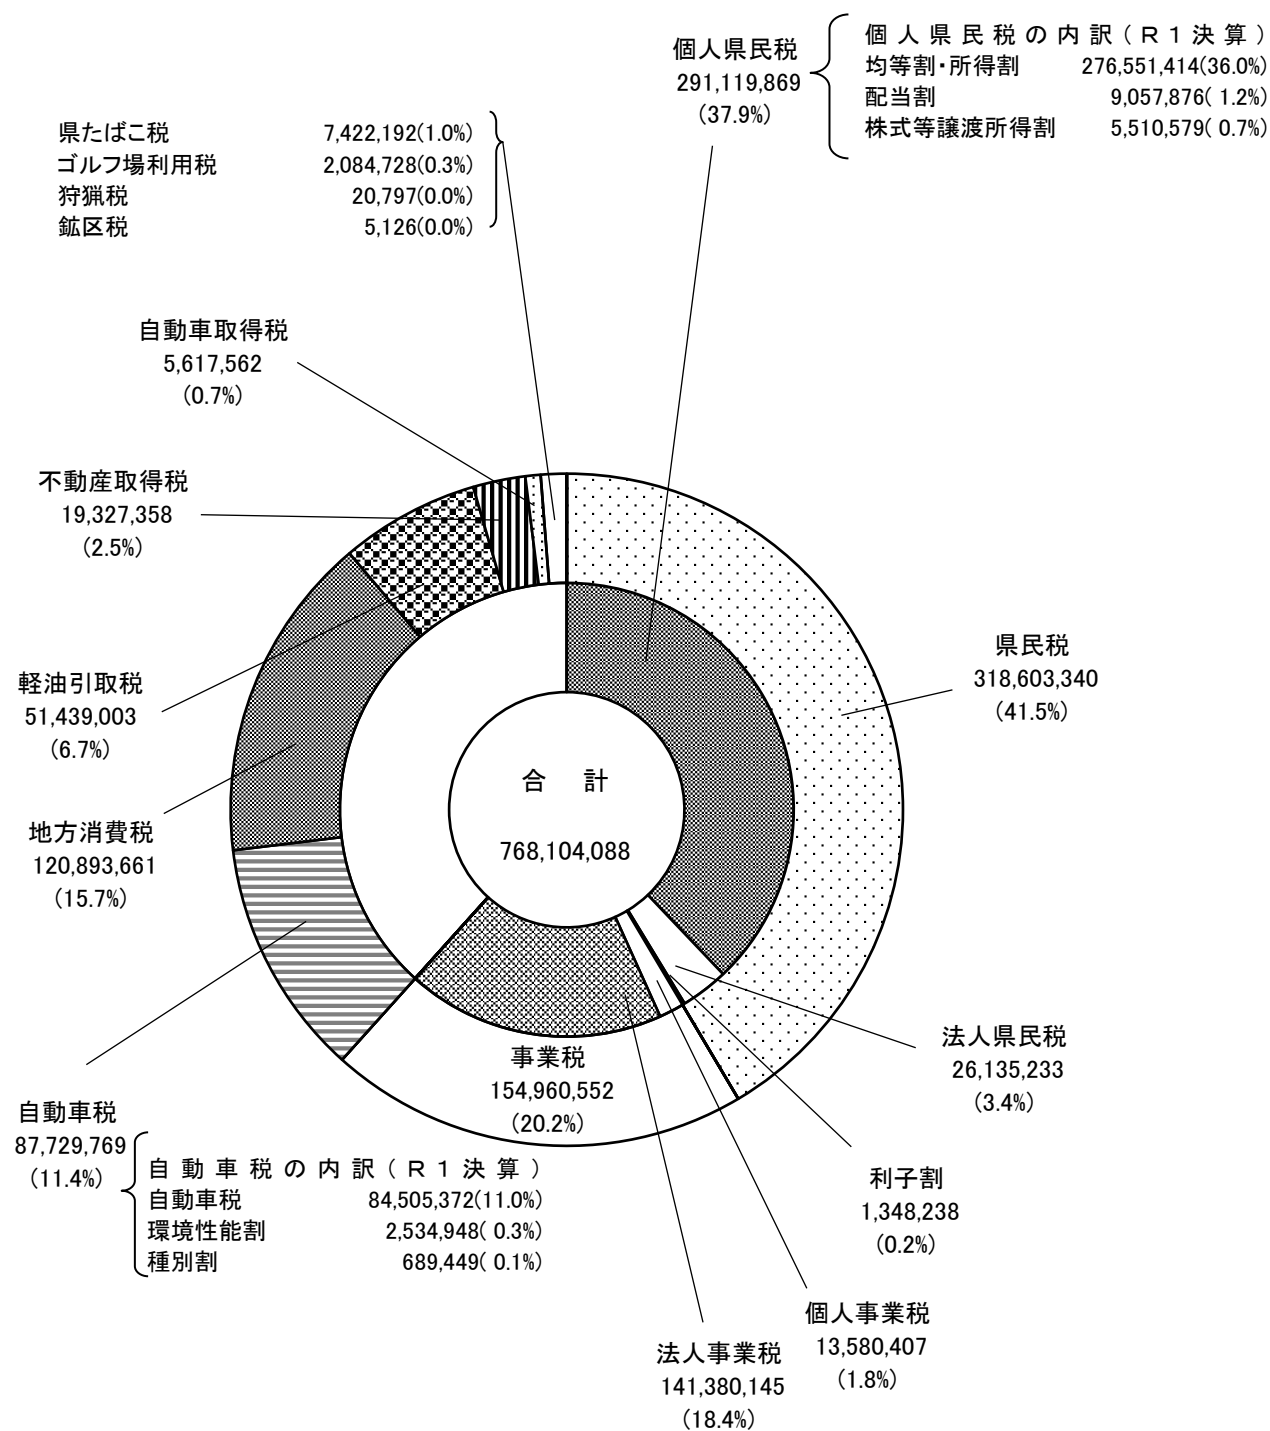 個人県民税
291,119,869
(37.9%)
個人県民税の内訳(R1決算)
均等割・所得割 276,551,414(36.0%)
配当割 9,057,876( 1.2%)
株式等譲渡所得割 5,510,579( 0.7%)
県たばこ税 7,422,192(1.0%)
ゴルフ場利用税 2,084,728(0.3%)
狩猟税 20,797(0.0%)
鉱区税 5,126(0.0%)
自動車取得税
5,617,562
(0.7%)
不動産取得税
19,327,358
(2.5%)
県民税
318,603,340
(41.5%)
軽油引取税
51,439,003
(6.7%)
合 計
768,104,088
地方消費税
120,893,661
(15.7%)
法人県民税
26,135,233
(3.4%)
事業税
154,960,552
(20.2%)
自動車税
87,729,769
(11.4%)
自動車税の内訳(R1決算)
自動車税 84,505,372(11.0%)
環境性能割 2,534,948( 0.3%)
種別割 689,449( 0.1%)
利子割
1,348,238
(0.2%)
個人事業税
13,580,407
(1.8%)
法人事業税
141,380,145
(18.4%)